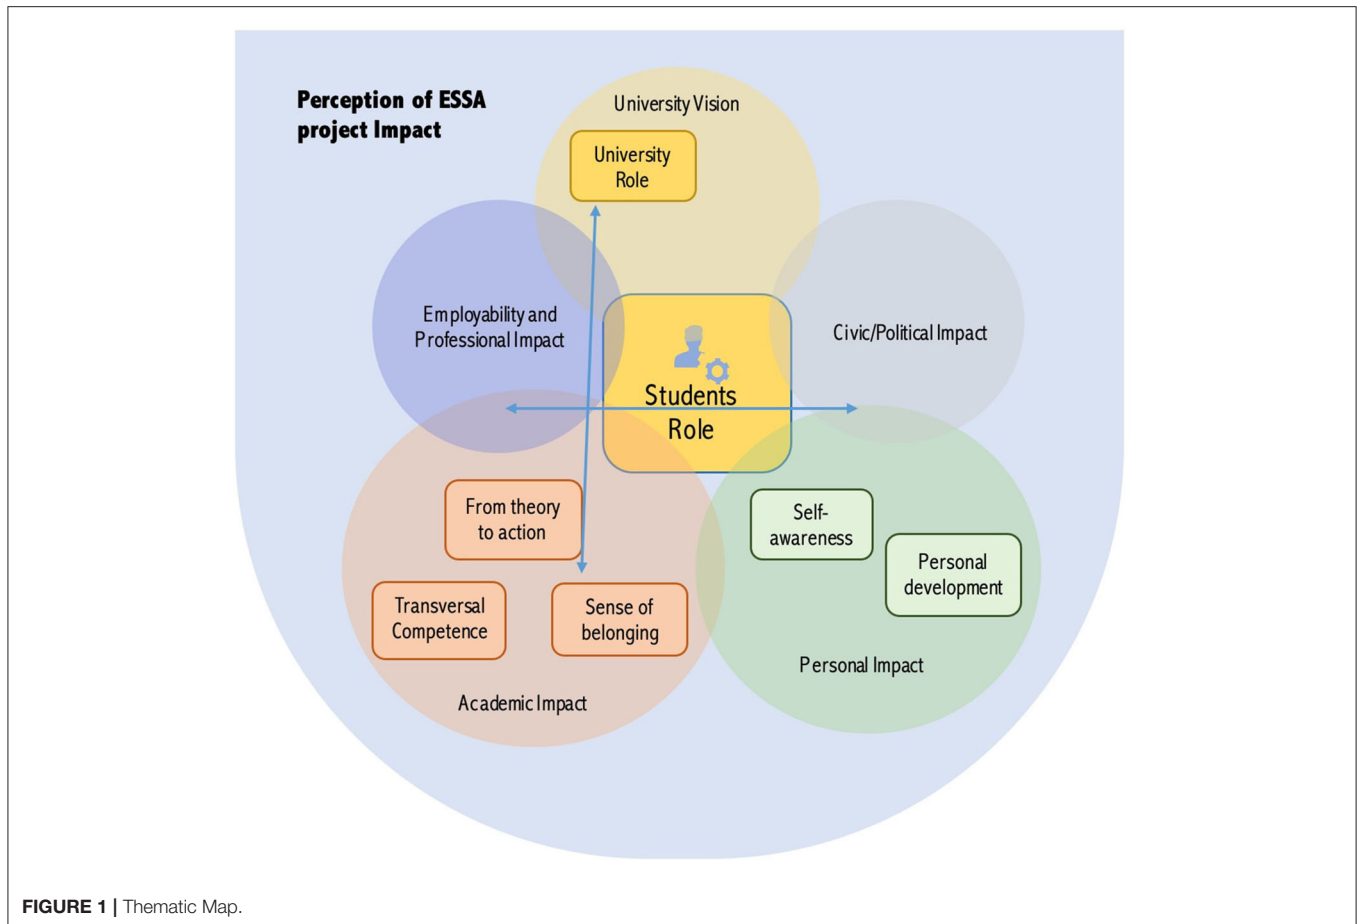 Perception of ESSA
project Impact
University Vision
University
Role
Employability and
Professional Impact
Civic/Political Impact
Students
Role
From theory
to action
Self-
awareness
Personal
development
Transversal
Competence
Sense of
belonging
Personal Impact
Academic Impact
FIGURE 1 | Thematic Map.